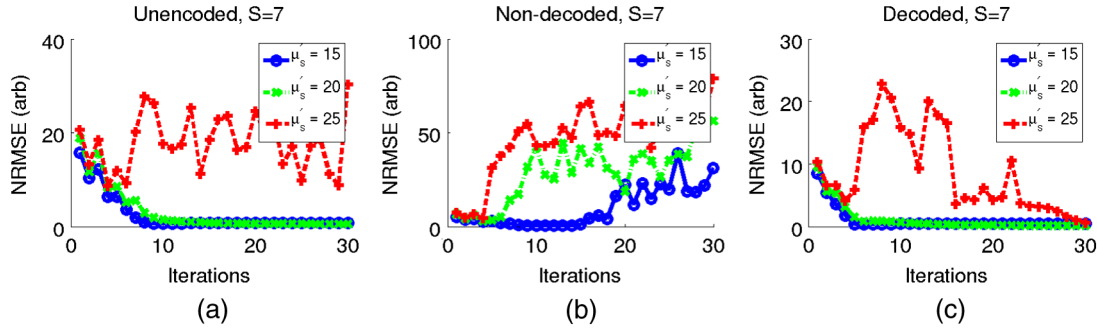 Unencoded, S=7
NRMSE (arb)
40
20
0
0
10
20
30
Iterations
μ's = 15
μ's = 20
μ's = 25
(a)
Non-decoded, S=7
NRMSE (arb)
100
50
0
0
10
20
30
Iterations
μ's = 15
μ's = 20
μ's = 25
(b)
Decoded, S=7
NRMSE (arb)
30
20
10
0
0
10
20
30
Iterations
μ's = 15
μ's = 20
μ's = 25
(c)